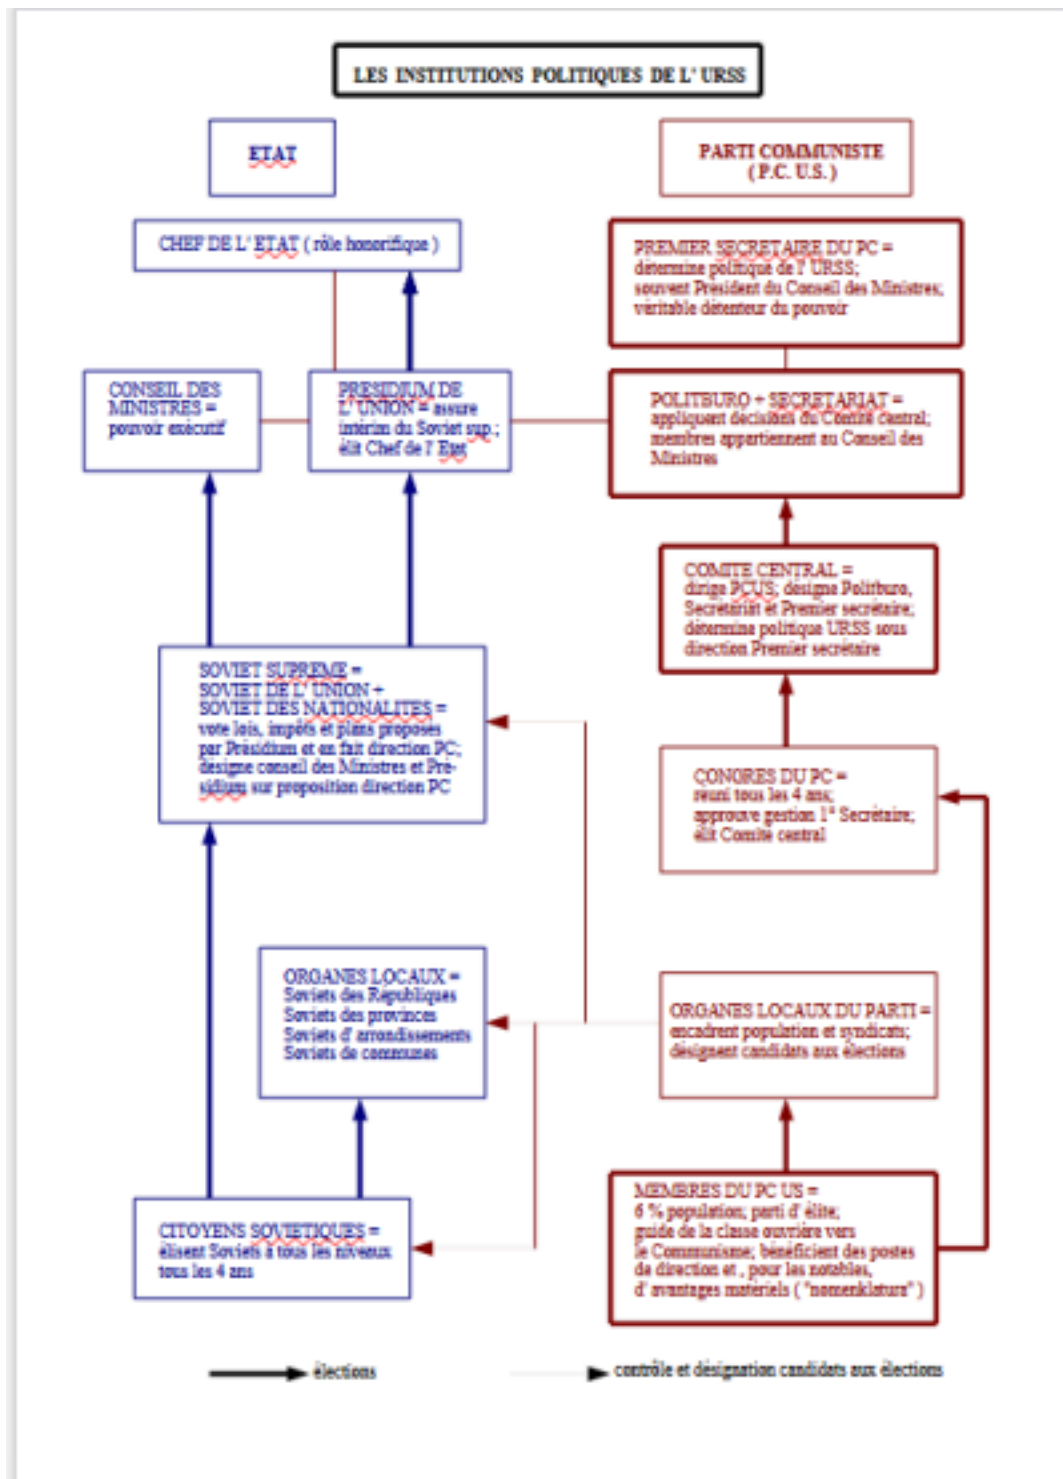 LES INSTITUTIONS POLITIQUES DE L' URSS
ETAT
PARTI COMMUNISTE
( P.C. U.S. )
CHEF DE L' ETAT ( rôle honorifique )
PREMIER SECRETAIRE DU PC =
détermine politique de l' URSS;
souvent Président du Conseil des Ministres;
véritable détenteur du pouvoir
CONSEIL DES
MINISTRES =
pouvoir exécutif
PRESIDIUM DE
L' UNION = assure
intérim du Soviet sup.;
élit Chef de l' Etat
POLITBURO + SECRETARIAT =
appliquent décisions du Comité central;
membres appartiennent au Conseil des
Ministres
COMITE CENTRAL =
dirige PCUS; désigne Politburo,
Secrétariat et Premier secrétaire;
détermine politique URSS sous
direction Premier secrétaire
SOVIET SUPREME =
SOVIET DE L' UNION +
SOVIET DES NATIONALITES =
vote lois, impôts et plans proposés
par Présidium et en fait direction PC;
désigne conseil des Ministres et Pré-
sidium sur proposition direction PC
CONGRES DU PC =
réuni tous les 4 ans;
approuve gestion 1° Secrétaire;
élit Comité central
ORGANES LOCAUX =
Soviets des Républiques
Soviets des provinces
Soviets d' arrondissements
Soviets de communes
ORGANES LOCAUX DU PARTI =
encadrent population et syndicats;
désignent candidats aux élections
CITOYENS SOVIETIQUES =
élisent Soviets à tous les niveaux
tous les 4 ans
MEMBRES DU PC US =
6 % population; parti d' élite;
guide de la classe ouvrière vers
le Communisme; bénéficient des postes
de direction et , pour les notables,
d' avantages matériels ( "nomenklatura" )
élections
contrôle et désignation candidats aux élections